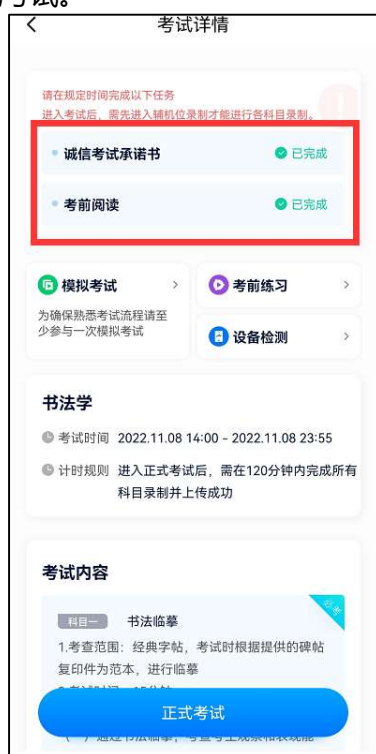 考试详情
请在规定时间完成以下任务
进入考试后，需先进入辅机位录制才能进行各科目录制。
诚信考试承诺书 已完成
考前阅读 已完成
模拟考试
考前练习
为确保熟悉考试流程请至
少参与一次模拟考试
设备检测
书法学
考试时间 2022.11.08 14:00 - 2022.11.08 23:55
计时规则 进入正式考试后，需在120分钟内完成所有
科目录制并上传成功
考试内容
必考
科目一 书法临摹
1.考查范围：经典字帖，考试时根据提供的碑帖
复印件为范本，进行临摹
正式考试